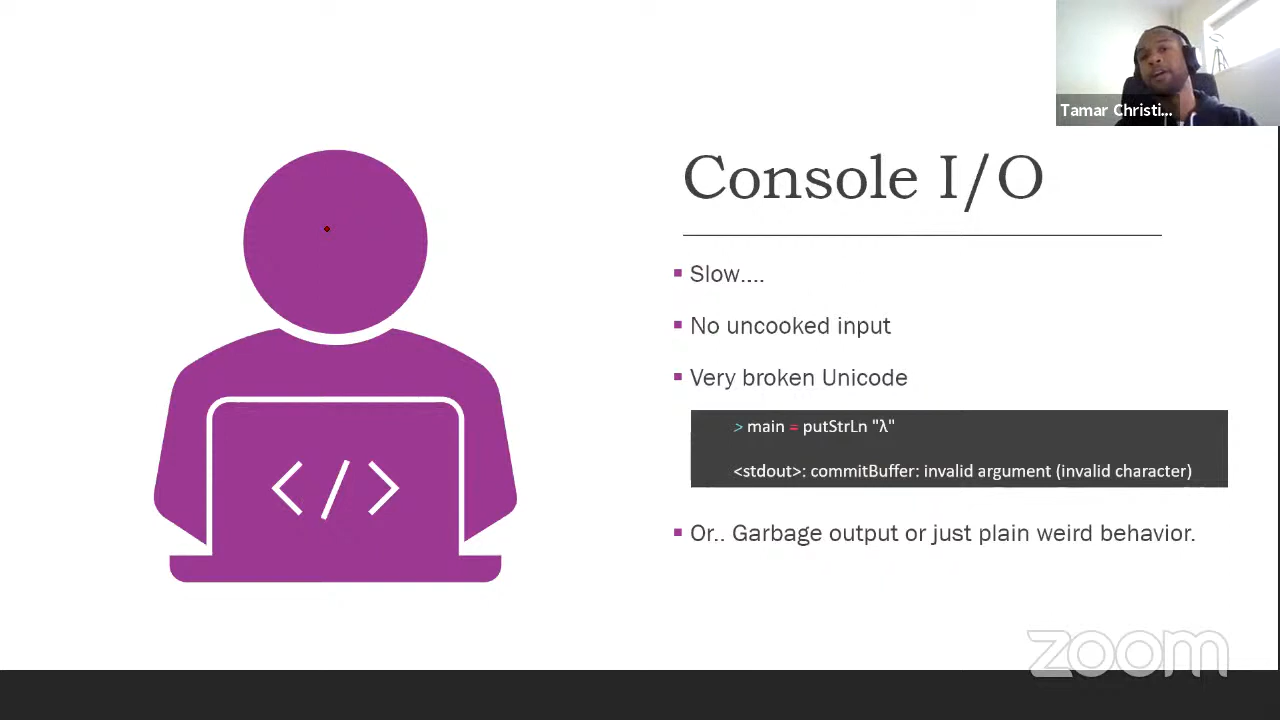 Tamar Christi...
Console I/O
Slow....
No uncooked input
Very broken Unicode
> main = putStrLn "λ"
<stdout>: commitBuffer: invalid argument (invalid character)
Or.. Garbage output or just plain weird behavior.
</>
zoom